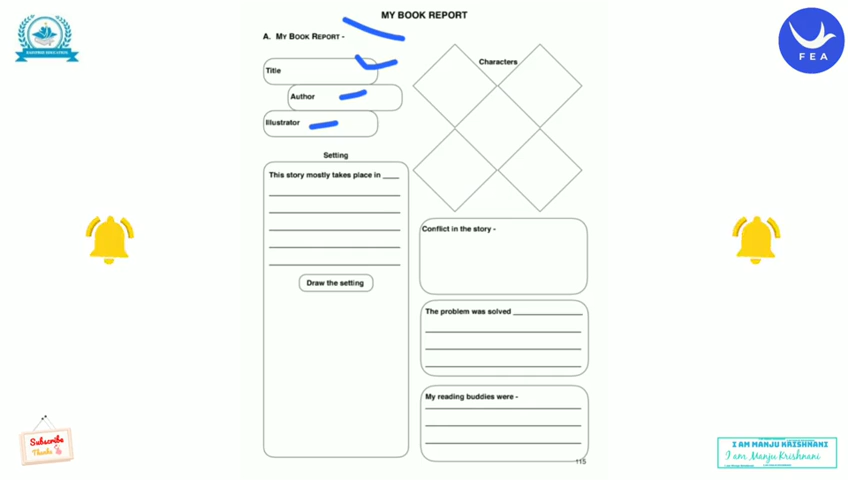 MY BOOK REPORT
A. MY BOOK REPORT -
Title
Author
Illustrator
Characters
Setting
This story mostly takes place in ____
Draw the setting
Conflict in the story -
The problem was solved ________________
My reading buddies were -
115
FEA
Subscribe
Thanks
I AM MANJU KRISHNANI
I am Manju Krishnani